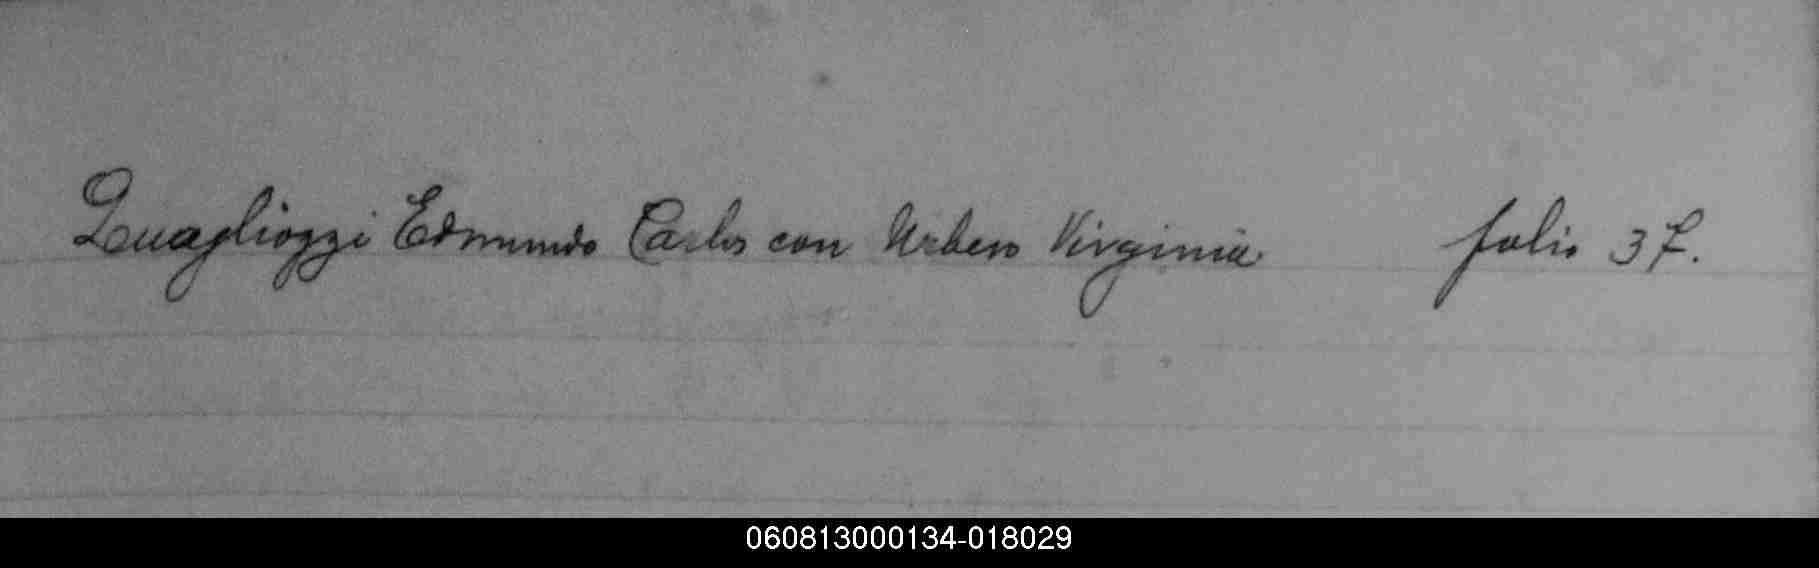 Quagliozzi Edmundo Carlos con Urbero Virginia folio 37.
060813000134-018029